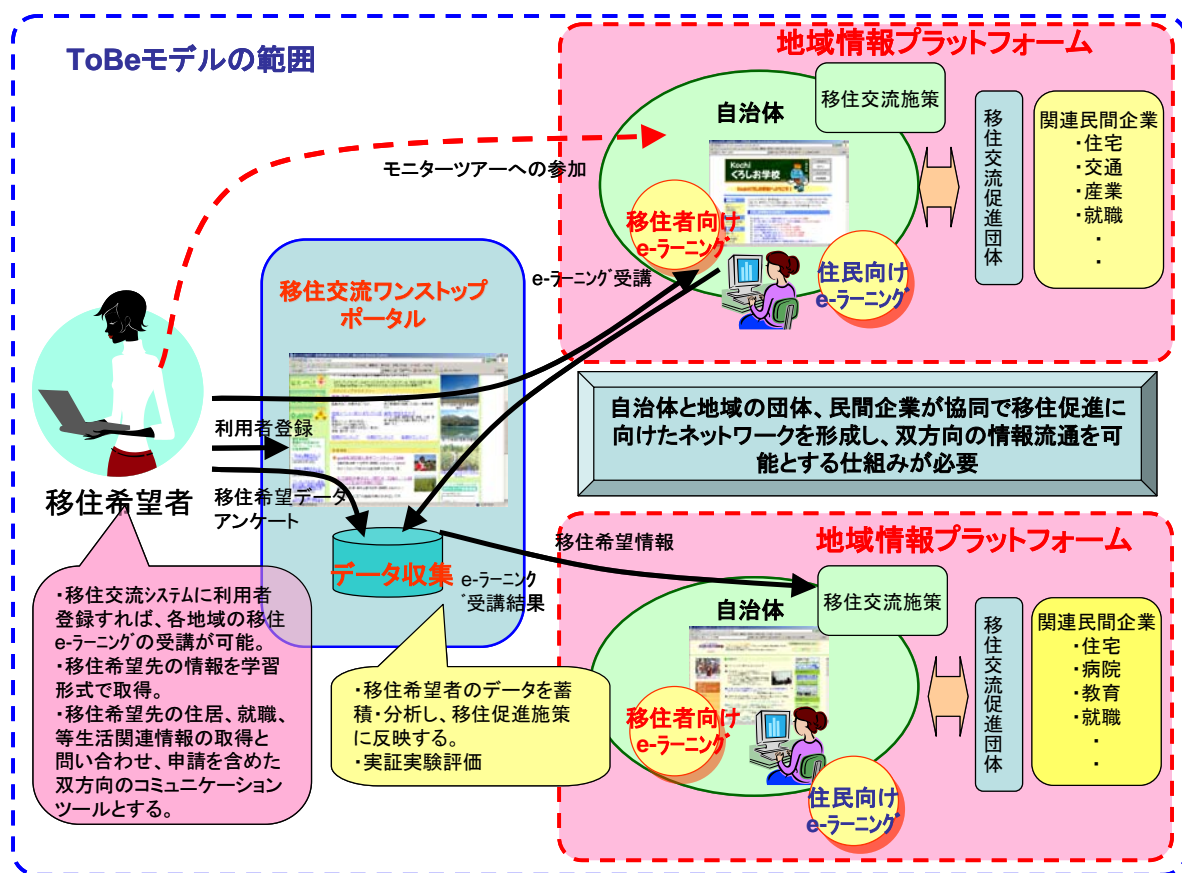 ToBeモデルの範囲
地域情報プラットフォーム
移住交流施策
自治体
モニターツアーへの参加
Kochi
くろしお学校
移住者向け
e-ラーニング
住民向け
e-ラーニング
移住交流促進団体
関連民間企業
・住宅
・交通
・産業
・就職
・
・
e-ラーニング受講
移住交流ワンストップ
ポータル
利用者登録
移住希望者
移住希望データ
アンケート
データ収集
e-ラーニング
受講結果
移住希望情報
自治体と地域の団体、民間企業が協同で移住促進に
向けたネットワークを形成し、双方向の情報流通を可
能とする仕組みが必要
地域情報プラットフォーム
移住交流施策
自治体
移住者向け
e-ラーニング
住民向け
e-ラーニング
移住交流促進団体
関連民間企業
・住宅
・病院
・教育
・就職
・
・
・移住交流システムに利用者
登録すれば、各地域の移住
e-ラーニングの受講が可能。
・移住希望先の情報を学習
形式で取得。
・移住希望先の住居、就職、
等生活関連情報の取得と
問い合わせ、申請を含めた
双方向のコミュニケーション
ツールとする。
・移住希望者のデータを蓄
積・分析し、移住促進施策
に反映する。
・実証実験評価